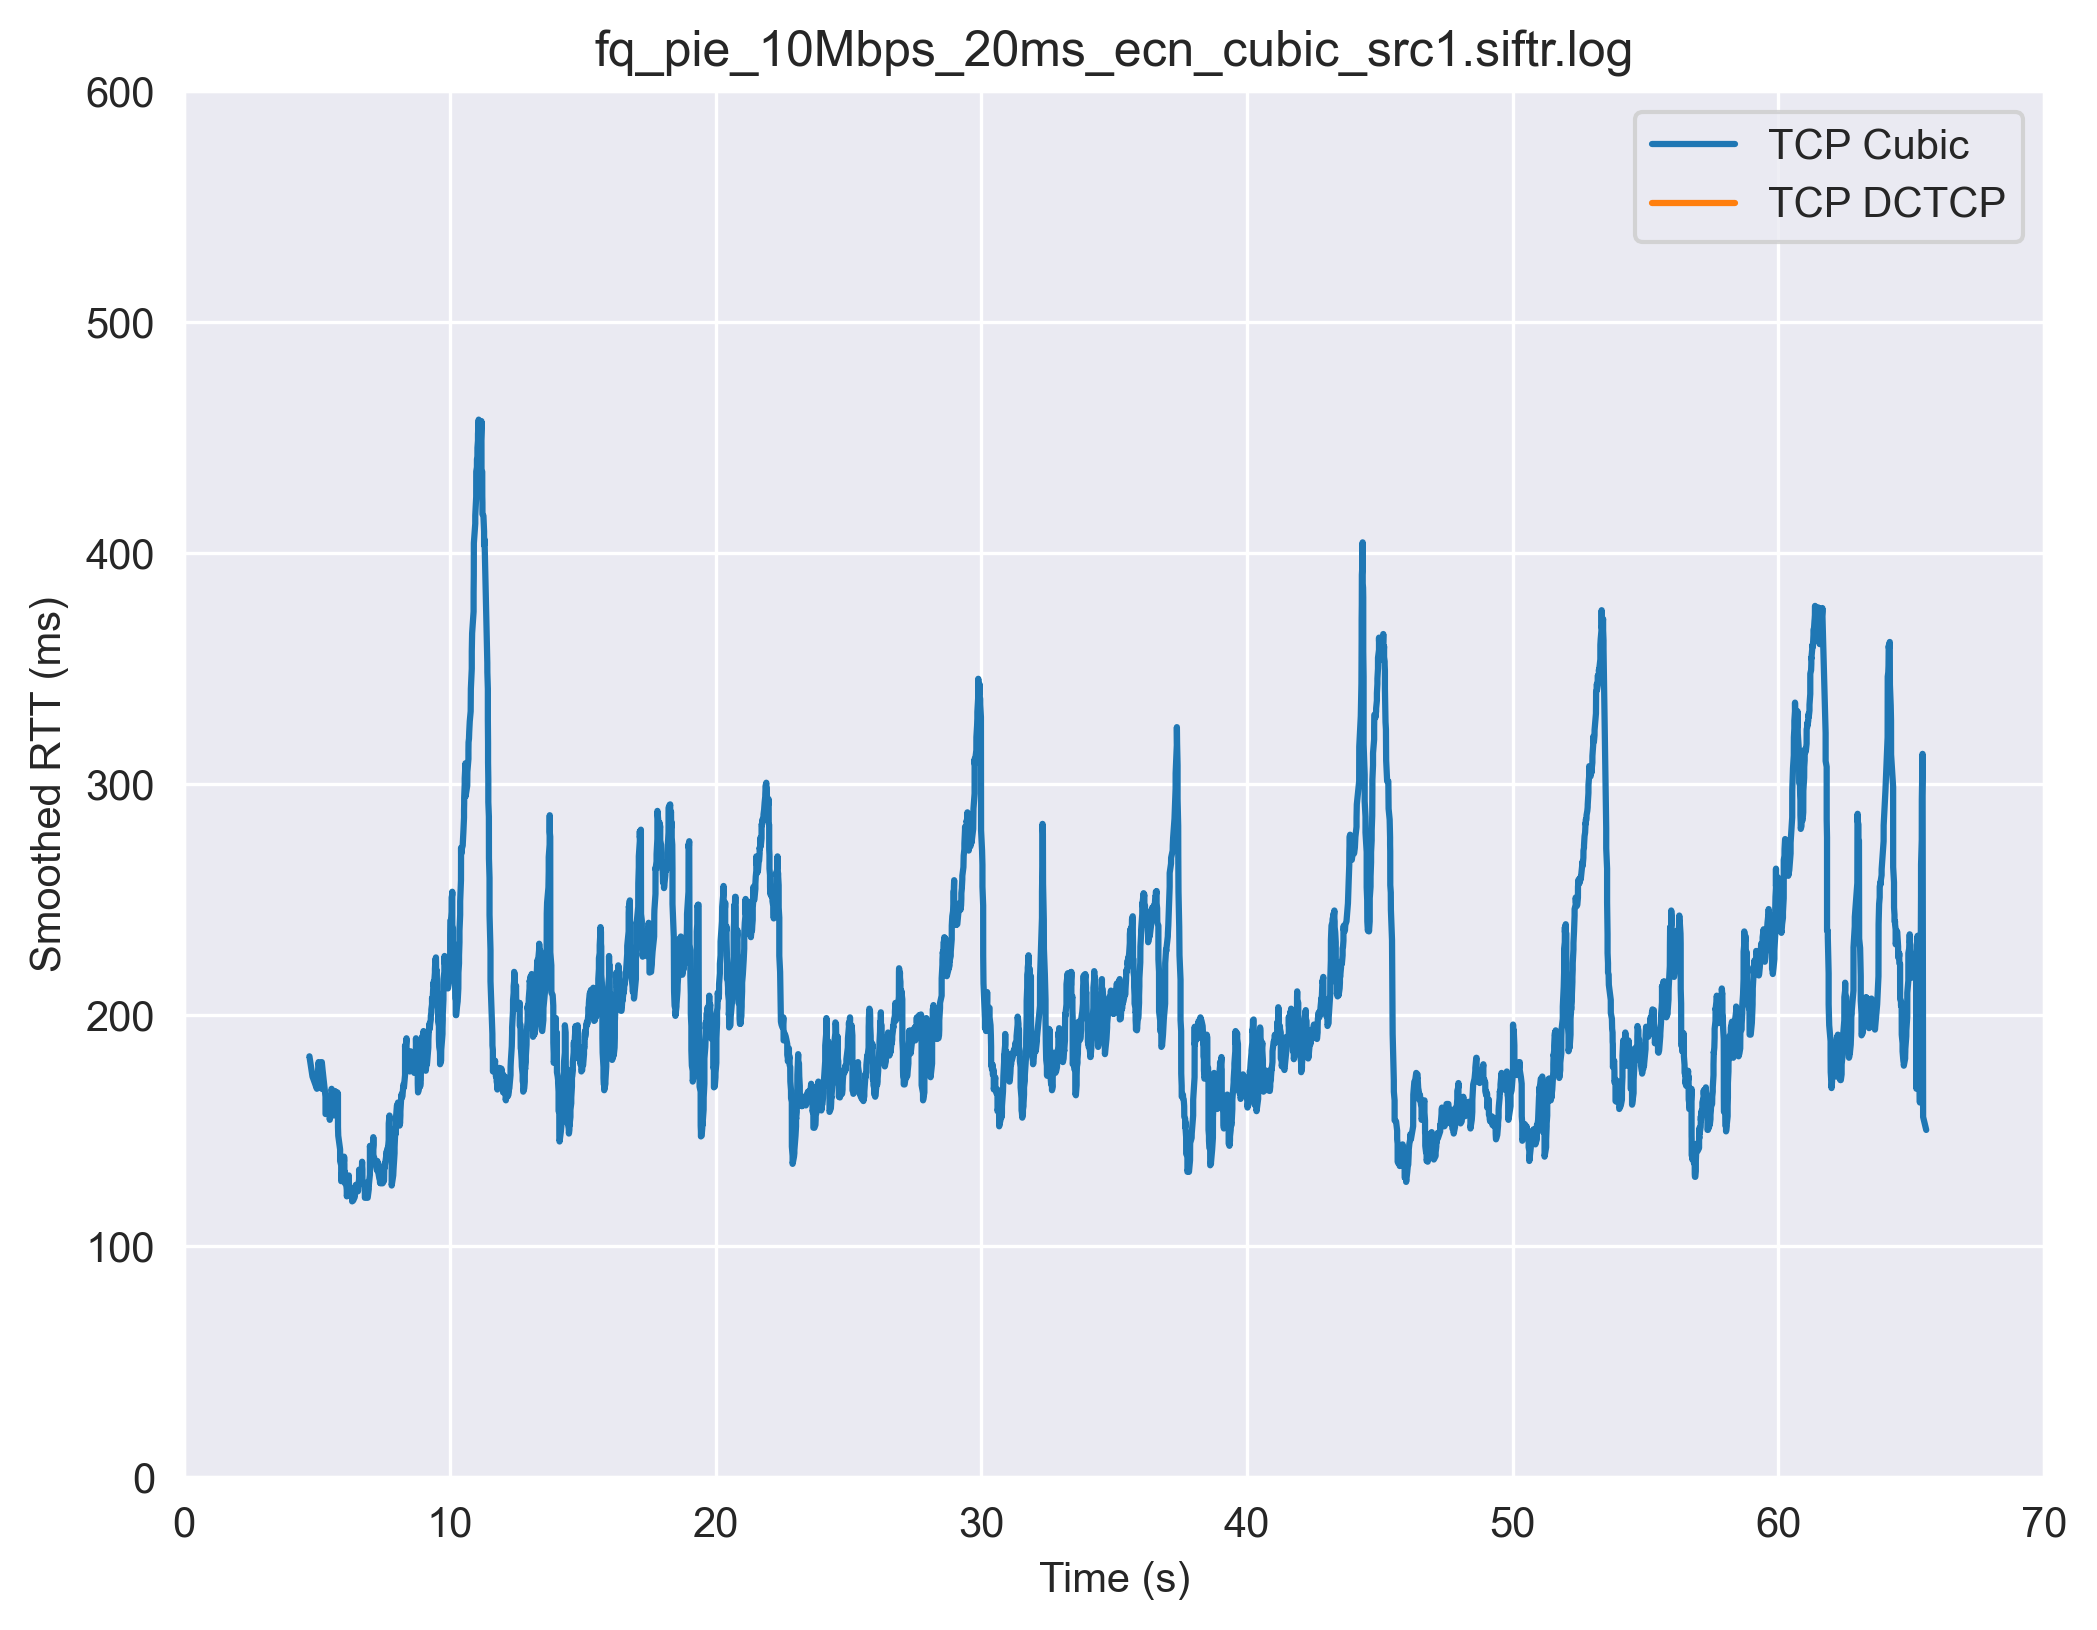 fq_pie_10Mbps_20ms_ecn_cubic_src1.siftr.log
600
500
400
300
200
100
0
Smoothed RTT (ms)
TCP Cubic
TCP DCTCP
0 10 20 30 40 50 60 70
Time (s)